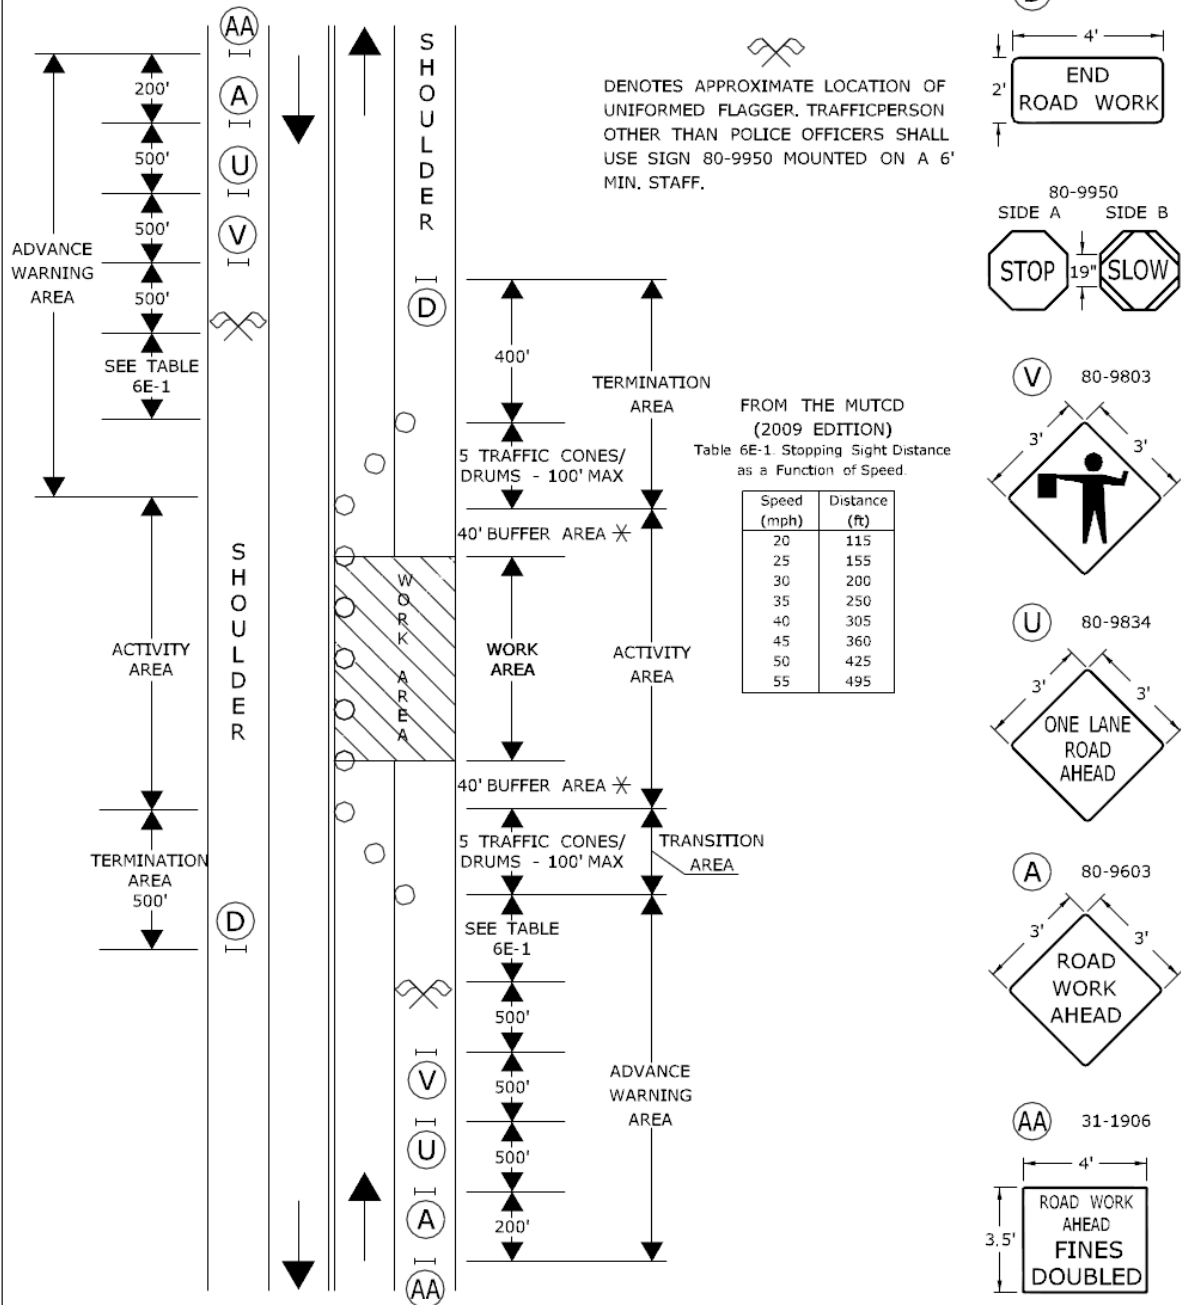 AA
200'
A
500'
U
500'
V
500'
ADVANCE
WARNING
AREA
SEE TABLE
6E-1
SHOULDER
ACTIVITY
AREA
TERMINATION
AREA
500'
D
SHOULDER
D
400'
TERMINATION
AREA
5 TRAFFIC CONES/
DRUMS - 100' MAX
40' BUFFER AREA
WORK AREA
WORK
AREA
ACTIVITY
AREA
40' BUFFER AREA
5 TRAFFIC CONES/
DRUMS - 100' MAX
TRANSITION
AREA
SEE TABLE
6E-1
500'
V
500'
U
500'
A
200'
AA
ADVANCE
WARNING
AREA
DENOTES APPROXIMATE LOCATION OF
UNIFORMED FLAGGER. TRAFFICPERSON
OTHER THAN POLICE OFFICERS SHALL
USE SIGN 80-9950 MOUNTED ON A 6'
MIN. STAFF.
FROM THE MUTCD
(2009 EDITION)
Table 6E-1. Stopping Sight Distance
as a Function of Speed.
Speed Distance
(mph) (ft)
20 115
25 155
30 200
35 250
40 305
45 360
50 425
55 495
4'
2'
END
ROAD WORK
80-9950
SIDE A SIDE B
STOP 19" SLOW
V 80-9803
3' 3'
U 80-9834
3' 3'
ONE LANE
ROAD
AHEAD
A 80-9603
3' 3'
ROAD
WORK
AHEAD
AA 31-1906
4'
3.5'
ROAD WORK
AHEAD
FINES
DOUBLED